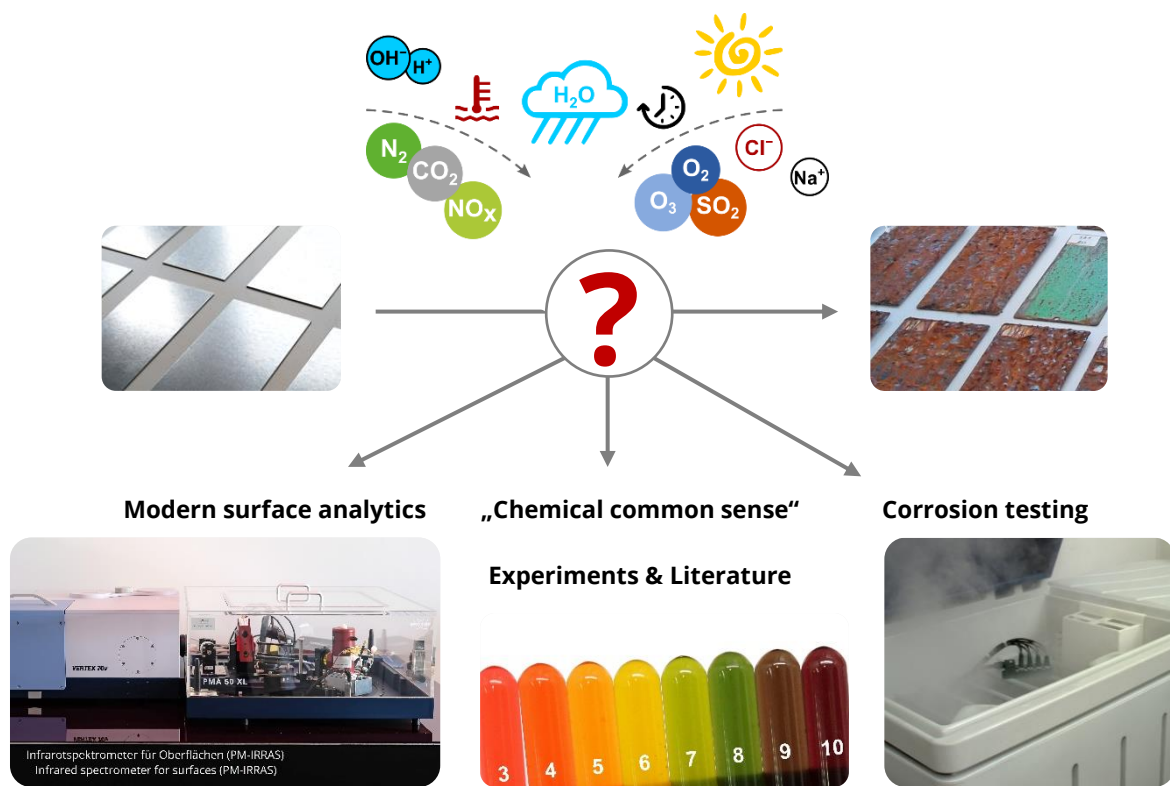 OH⁻
H⁺
H₂O
N₂
CO₂
NOx
O₂
O₃
SO₂
Cl⁻
Na⁺
?
Modern surface analytics
„Chemical common sense“
Corrosion testing
Experiments & Literature
VERTEX 70v
PMA 50 XL
Infrarotspektrometer für Oberflächen (PM-IRRAS)
Infrared spectrometer for surfaces (PM-IRRAS)
3 4 5 6 7 8 9 10